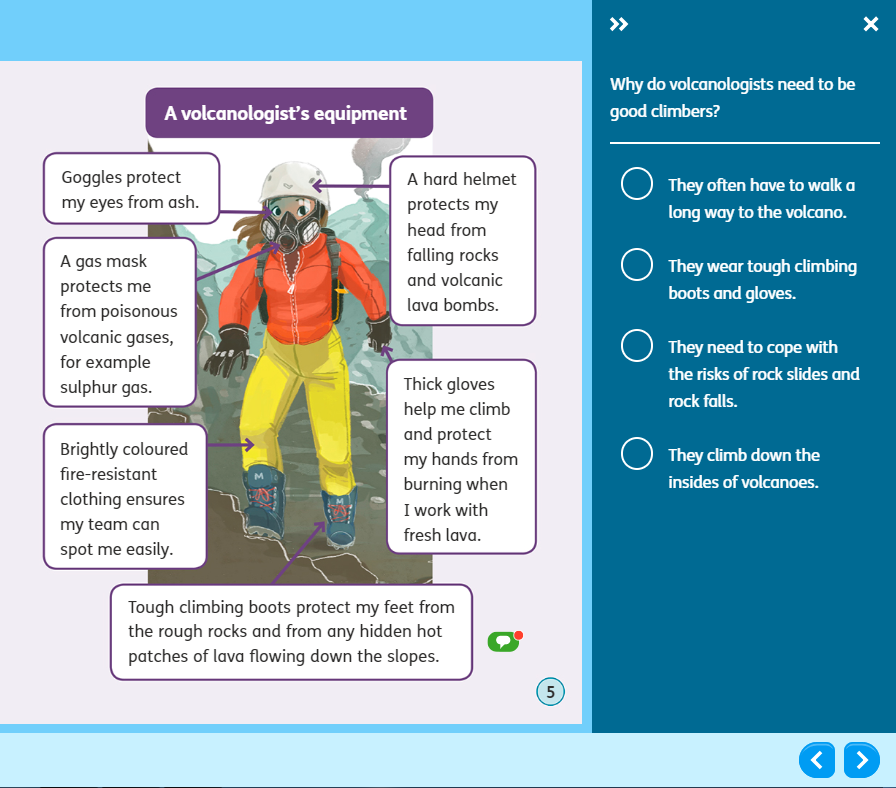 A volcanologist's equipment
Goggles protect
my eyes from ash.
A hard helmet
protects my
head from
falling rocks
and volcanic
lava bombs.
A gas mask
protects me
from poisonous
volcanic gases,
for example
sulphur gas.
Thick gloves
help me climb
and protect
my hands from
burning when
I work with
fresh lava.
Brightly coloured
fire-resistant
clothing ensures
my team can
spot me easily.
M
M
Tough climbing boots protect my feet from
the rough rocks and from any hidden hot
patches of lava flowing down the slopes.
5
Why do volcanologists need to be
good climbers?
They often have to walk a
long way to the volcano.
They wear tough climbing
boots and gloves.
They need to cope with
the risks of rock slides and
rock falls.
They climb down the
insides of volcanoes.